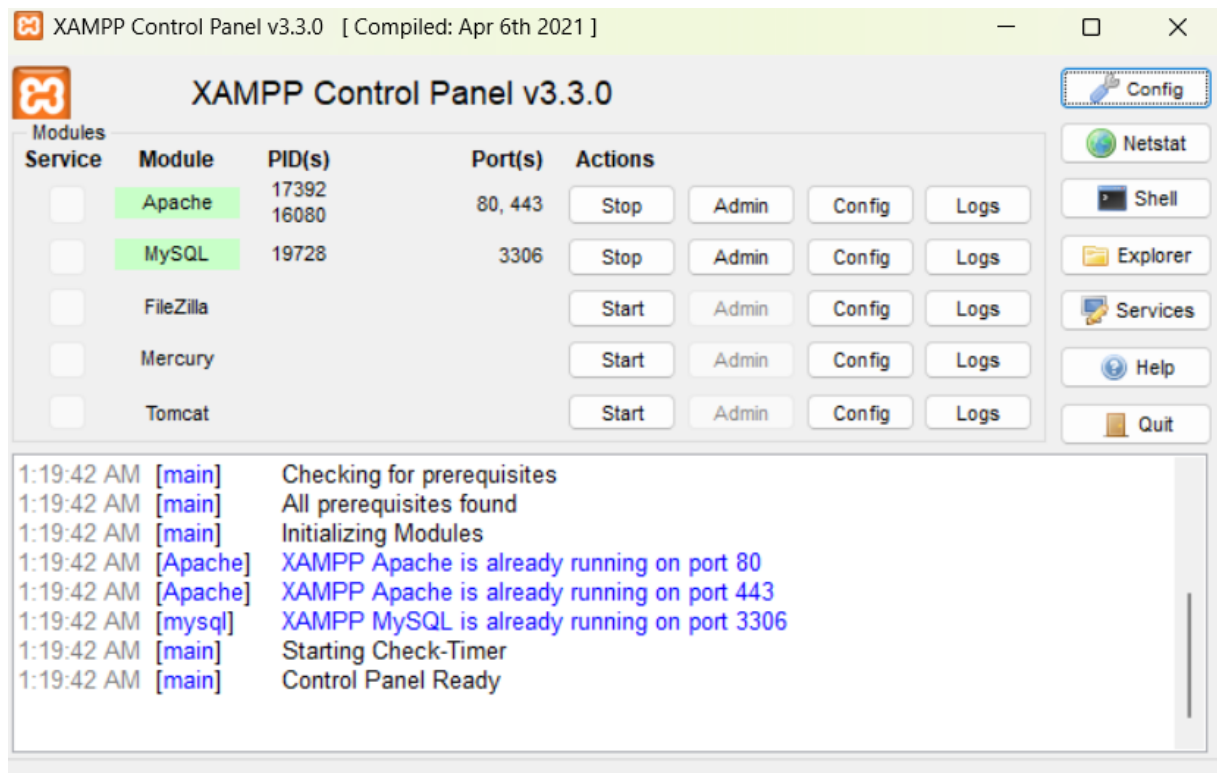 XAMPP Control Panel v3.3.0 [ Compiled: Apr 6th 2021 ]
XAMPP Control Panel v3.3.0
Config
Modules
Service Module PID(s) Port(s) Actions
Netstat
Apache 17392 16080 80, 443 Stop Admin Config Logs
Shell
MySQL 19728 3306 Stop Admin Config Logs
Explorer
FileZilla Start Admin Config Logs
Services
Mercury Start Admin Config Logs
Help
Tomcat Start Admin Config Logs
Quit
1:19:42 AM [main] Checking for prerequisites
1:19:42 AM [main] All prerequisites found
1:19:42 AM [main] Initializing Modules
1:19:42 AM [Apache] XAMPP Apache is already running on port 80
1:19:42 AM [Apache] XAMPP Apache is already running on port 443
1:19:42 AM [mysql] XAMPP MySQL is already running on port 3306
1:19:42 AM [main] Starting Check-Timer
1:19:42 AM [main] Control Panel Ready